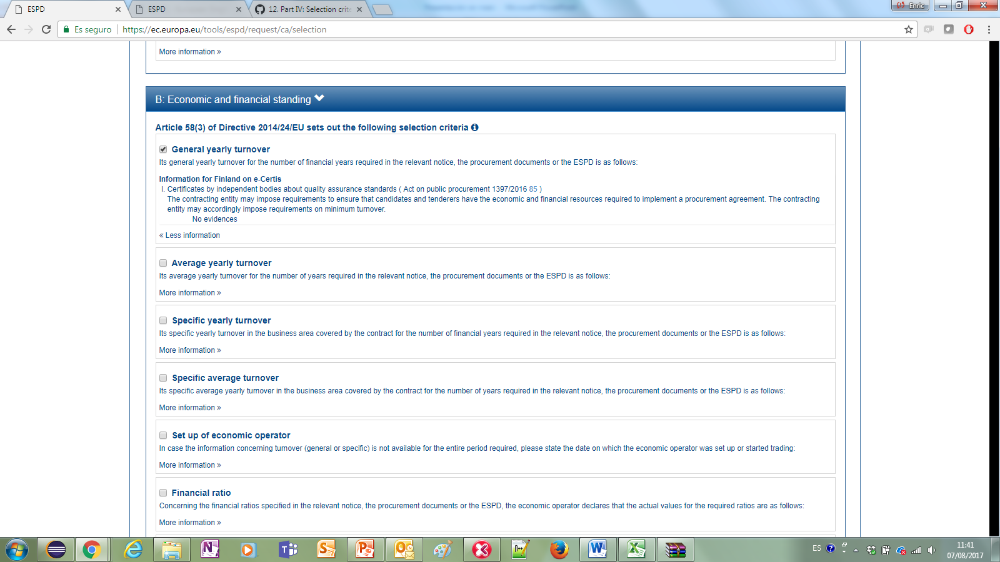 ESPD
ESPD
12. Part IV: Selection crite
Enric
Es seguro
https://ec.europa.eu/tools/espd/request/ca/selection
More information »
B: Economic and financial standing
Article 58(3) of Directive 2014/24/EU sets out the following selection criteria
General yearly turnover
Its general yearly turnover for the number of financial years required in the relevant notice, the procurement documents or the ESPD is as follows:
Information for Finland on e-Certis
I. Certificates by independent bodies about quality assurance standards ( Act on public procurement 1397/2016 85 )
The contracting entity may impose requirements to ensure that candidates and tenderers have the economic and financial resources required to implement a procurement agreement. The contracting
entity may accordingly impose requirements on minimum turnover.
No evidences
« Less information
Average yearly turnover
Its average yearly turnover for the number of years required in the relevant notice, the procurement documents or the ESPD is as follows:
More information »
Specific yearly turnover
Its specific yearly turnover in the business area covered by the contract for the number of financial years required in the relevant notice, the procurement documents or the ESPD is as follows:
More information »
Specific average turnover
Its specific average yearly turnover in the business area covered by the contract for the number of years required in the relevant notice, the procurement documents or the ESPD is as follows:
More information »
Set up of economic operator
In case the information concerning turnover (general or specific) is not available for the entire period required, please state the date on which the economic operator was set up or started trading:
More information »
Financial ratio
Concerning the financial ratios specified in the relevant notice, the procurement documents or the ESPD, the economic operator declares that the actual values for the required ratios are as follows:
More information »
ES
11:41
07/08/2017